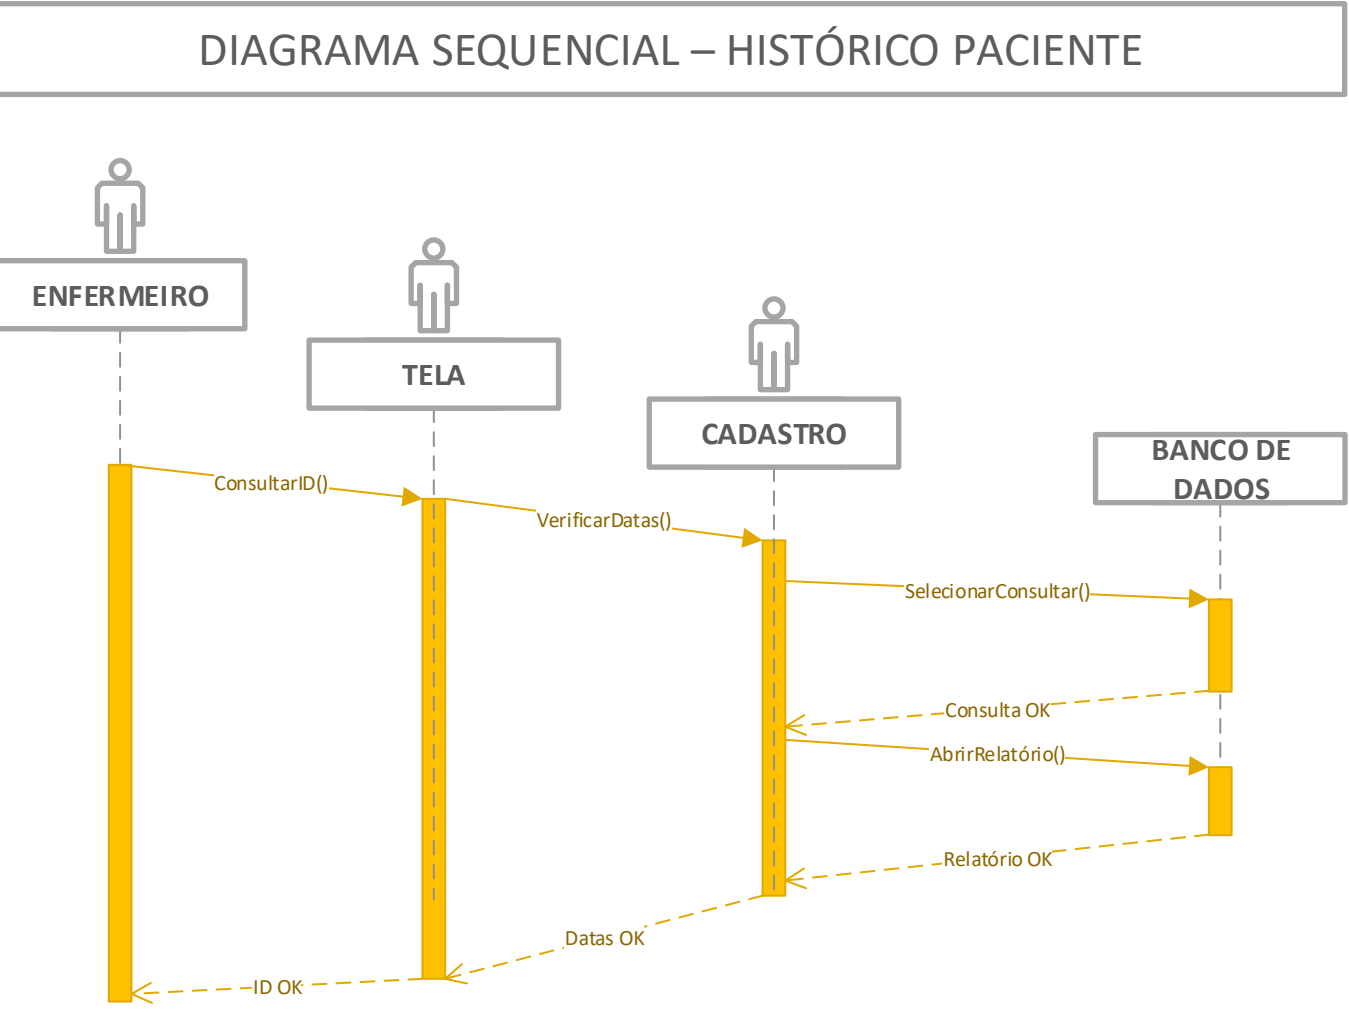 DIAGRAMA SEQUENCIAL – HISTÓRICO PACIENTE
ENFERMEIRO
TELA
CADASTRO
BANCO DE
DADOS
ConsultarID()
VerificarDatas()
SelecionarConsultar()
Consulta OK
AbrirRelatório()
Relatório OK
Datas OK
ID OK